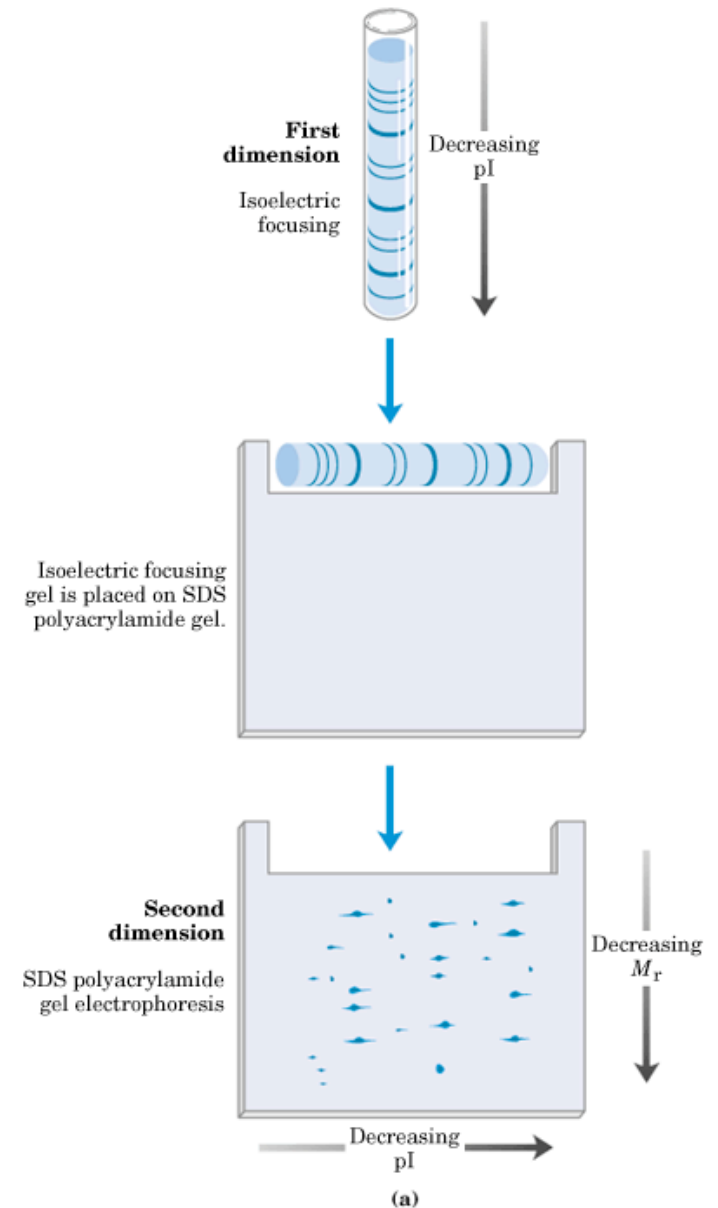 First
dimension
Isoelectric
focusing
Decreasing
pI
Isoelectric focusing
gel is placed on SDS
polyacrylamide gel.
Second
dimension
SDS polyacrylamide
gel electrophoresis
Decreasing
Mr
Decreasing
pI
(a)